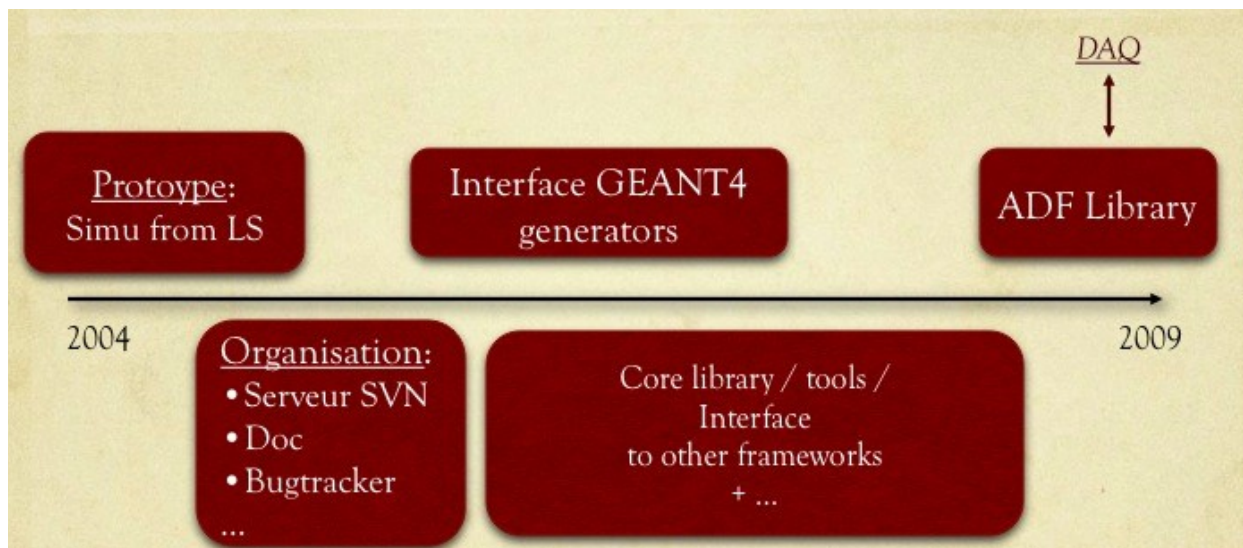 DAQ
Protoype:
Simu from LS
Interface GEANT4
generators
ADF Library
2004
2009
Organisation:
• Serveur SVN
• Doc
• Bugtracker
...
Core library / tools /
Interface
to other frameworks
+ ...